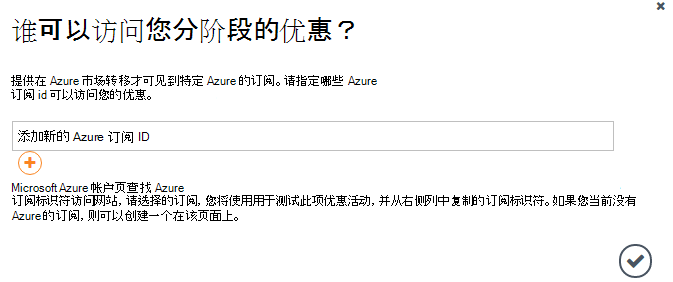 谁可以访问您分阶段的优惠？
提供在 Azure 市场转移才可见到特定 Azure 的订阅。请指定哪些 Azure
订阅 id 可以访问您的优惠。
添加新的 Azure 订阅 ID
Microsoft Azure 帐户页查找 Azure
订阅标识符访问网站，请选择的订阅，您将使用用于测试此项优惠活动，并从右侧列中复制的订阅标识符。如果您当前没有
Azure 的订阅，则可以创建一个在该页面上。